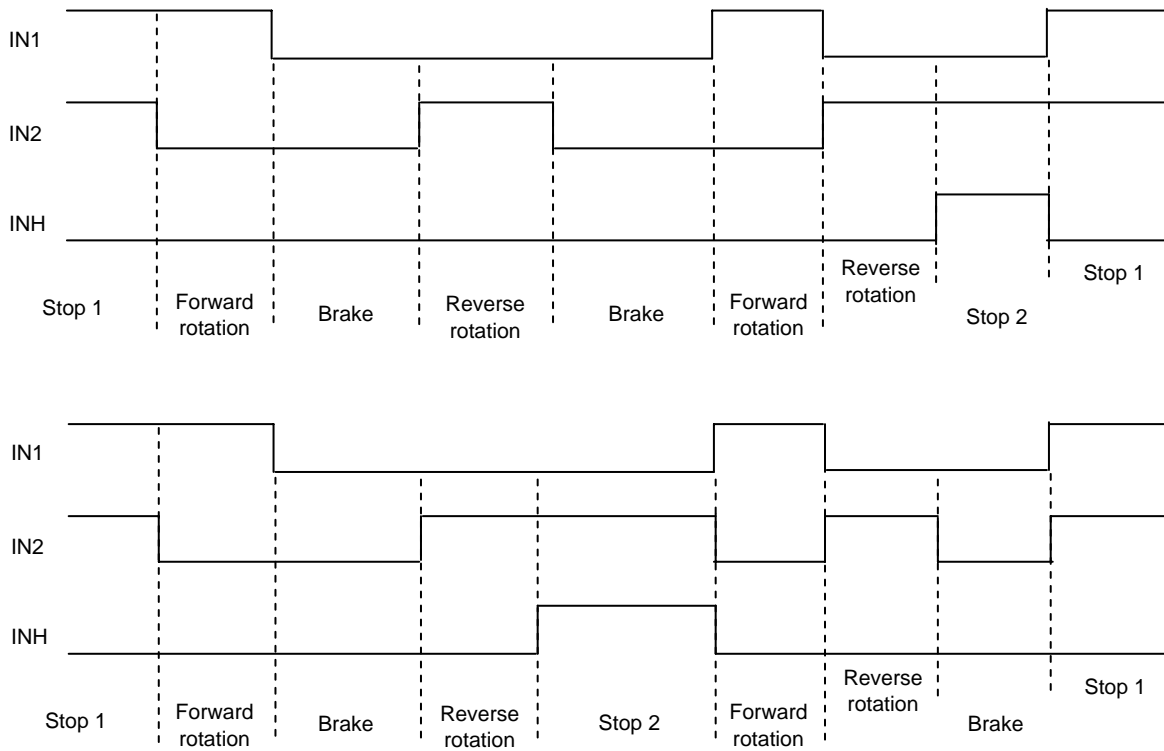 IN1
IN2
INH
Stop 1
Forward
rotation
Brake
Reverse
rotation
Brake
Forward
rotation
Reverse
rotation
Stop 2
Stop 1
IN1
IN2
INH
Stop 1
Forward
rotation
Brake
Reverse
rotation
Stop 2
Forward
rotation
Reverse
rotation
Brake
Stop 1